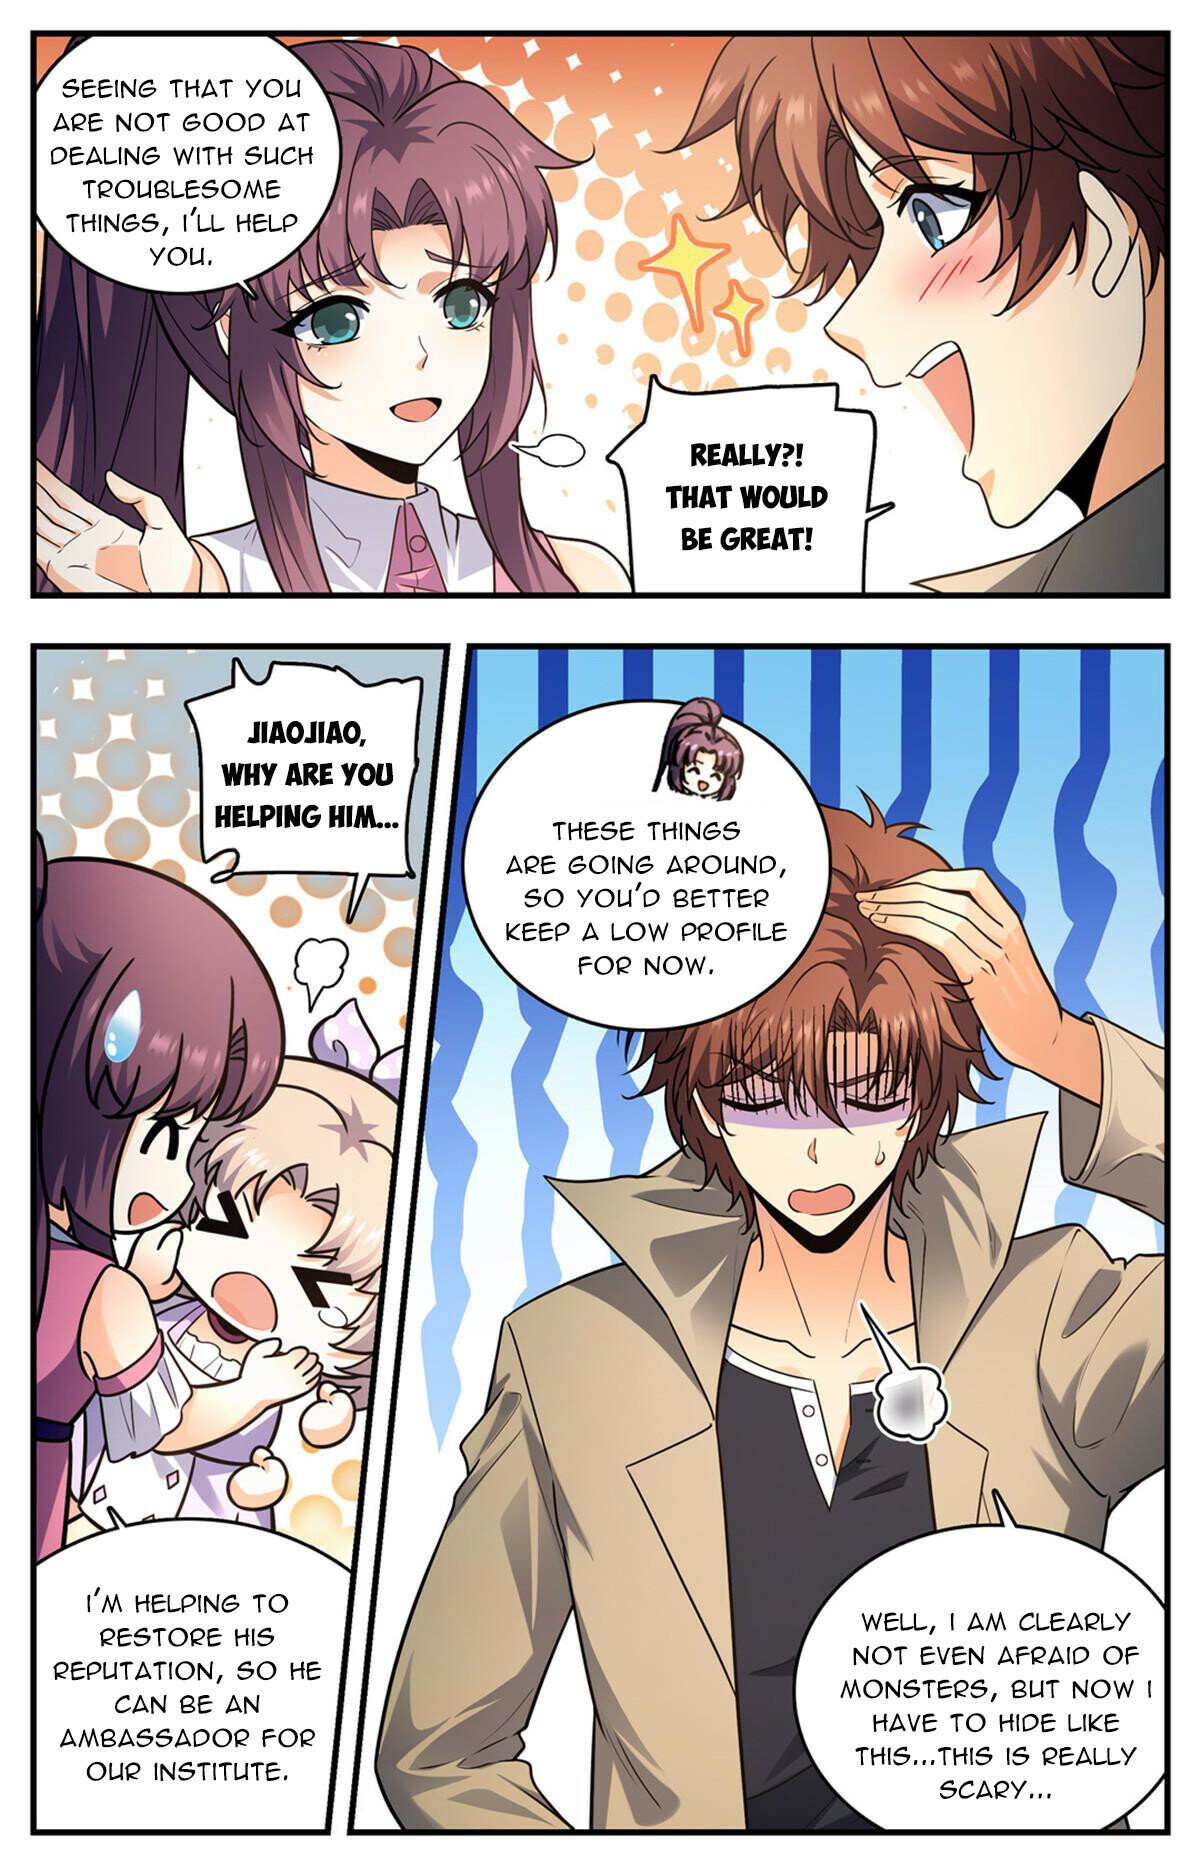 SEEING THAT YOU
ARE NOT GOOD AT
DEALING WITH SUCH
TROUBLESOME
THINGS, I'LL HELP
YOU.
REALLY?!
THAT WOULD
BE GREAT!
JIAOJIAO,
WHY ARE YOU
HELPING HIM...
I'M HELPING TO
RESTORE HIS
REPUTATION, SO HE
CAN BE AN
AMBASSADOR FOR
OUR INSTITUTE.
THESE THINGS
ARE GOING AROUND,
SO YOU'D BETTER
KEEP A LOW PROFILE
FOR NOW.
WELL, I AM CLEARLY
NOT EVEN AFRAID OF
MONSTERS, BUT NOW I
HAVE TO HIDE LIKE
THIS...THIS IS REALLY
SCARY...